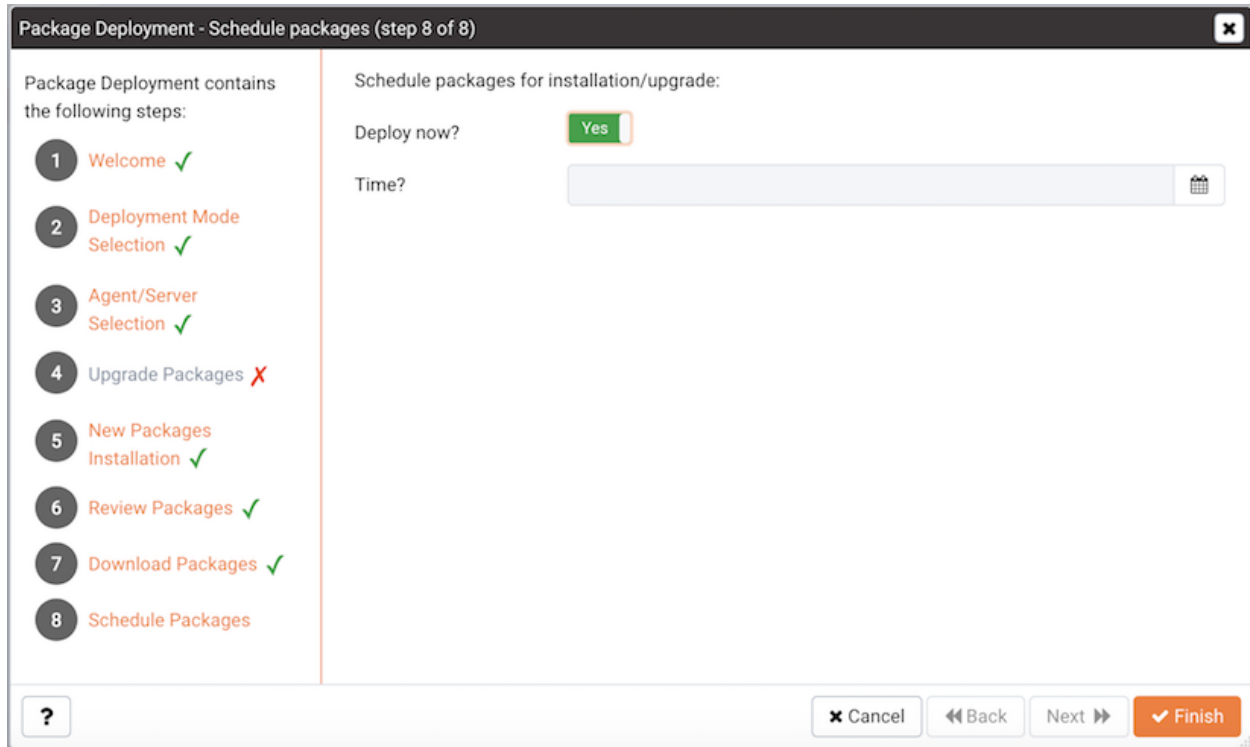 Package Deployment - Schedule packages (step 8 of 8)
Package Deployment contains
the following steps:
1 Welcome
2 Deployment Mode
Selection
3 Agent/Server
Selection
4 Upgrade Packages
5 New Packages
Installation
6 Review Packages
7 Download Packages
8 Schedule Packages
Schedule packages for installation/upgrade:
Deploy now? Yes
Time?
? Cancel Back Next Finish